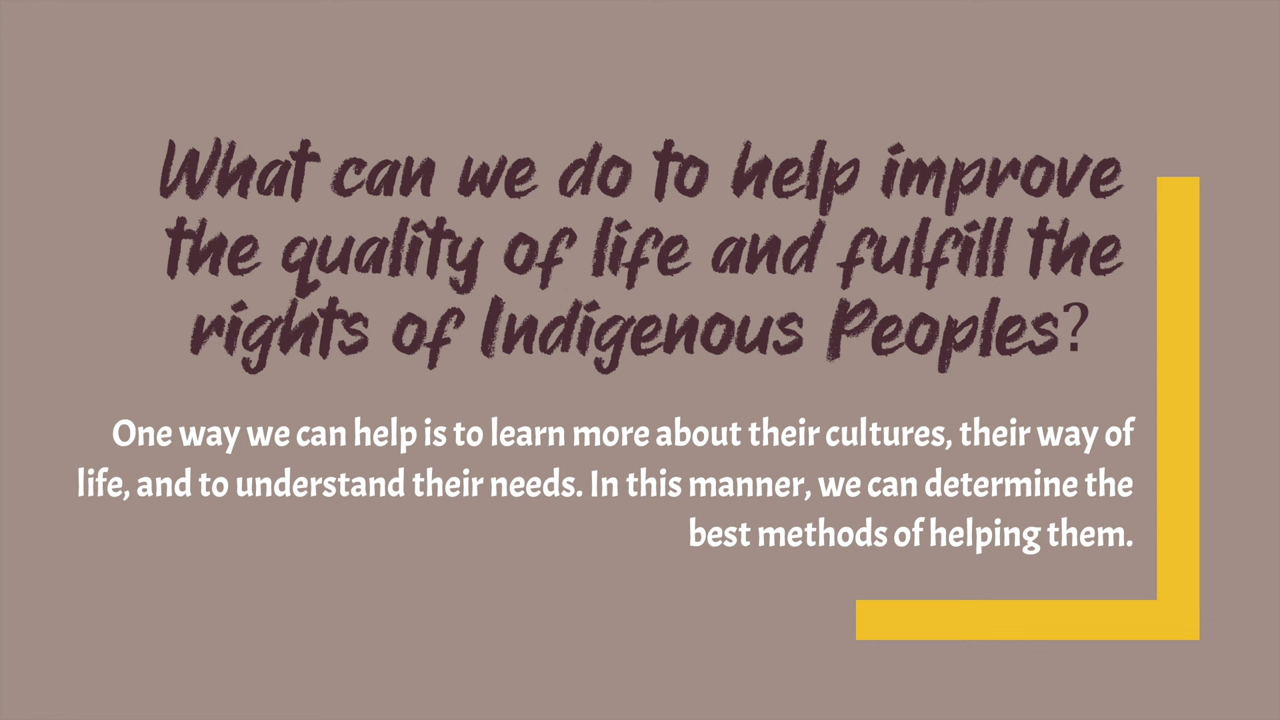 What can we do to help improve
the quality of life and fulfill the
rights of Indigenous Peoples?
One way we can help is to learn more about their cultures, their way of
life, and to understand their needs. In this manner, we can determine the
best methods of helping them.